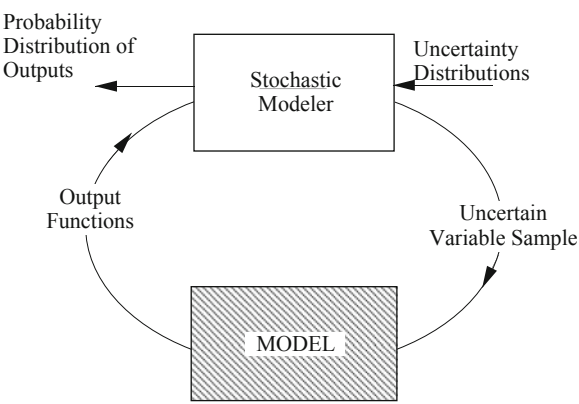 Probability
Distribution of
Outputs
Uncertainty
Distributions
Stochastic
Modeler
Output
Functions
Uncertain
Variable Sample
MODEL